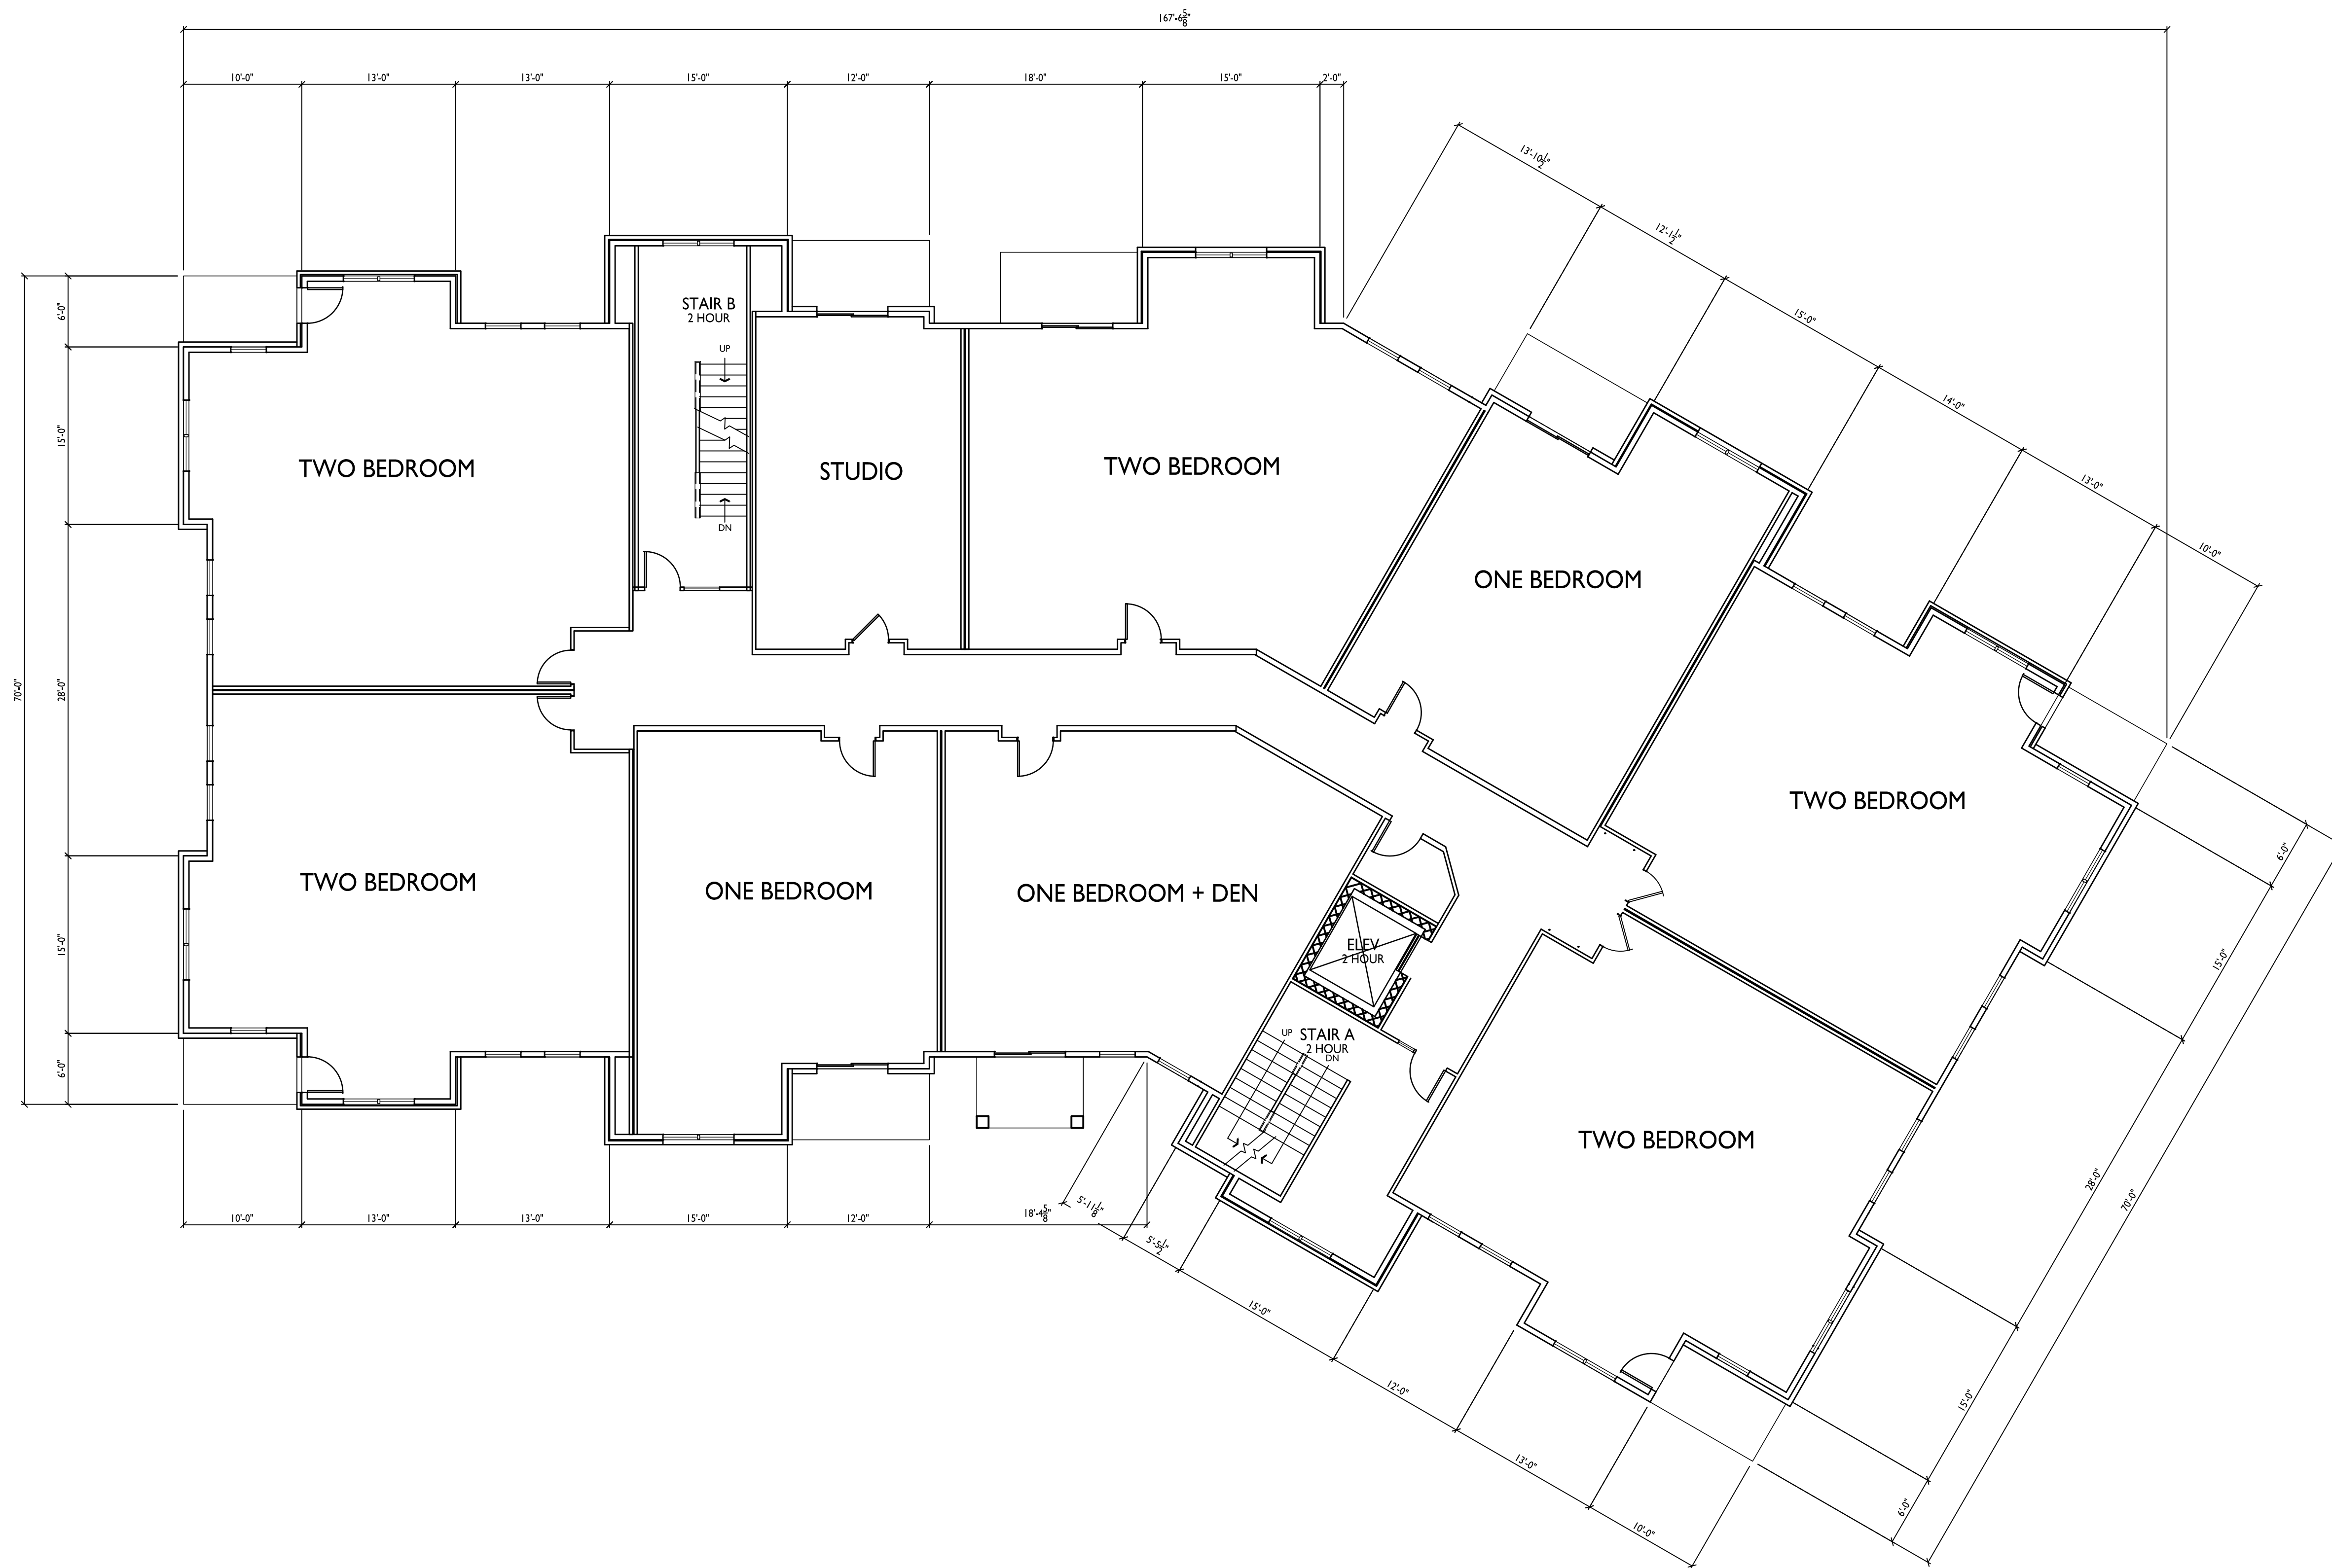 167'-6 5/8"
10'-0" 13'-0" 13'-0" 15'-0" 12'-0" 18'-0" 15'-0" 2'-0"
13'-10 1/2"
12'-1 1/2"
15'-0"
14'-0"
13'-0"
10'-0"
70'-0"
6'-0"
15'-0"
28'-0"
15'-0"
6'-0"
STAIR B
2 HOUR
UP
DN
TWO BEDROOM
STUDIO
TWO BEDROOM
ONE BEDROOM
TWO BEDROOM
TWO BEDROOM
ONE BEDROOM
ONE BEDROOM + DEN
ELEV
2 HOUR
UP
STAIR A
2 HOUR
DN
TWO BEDROOM
6'-0"
15'-0"
28'-0"
70'-0"
15'-0"
6'-0"
10'-0" 13'-0" 13'-0" 15'-0" 12'-0" 18'-4 5/8"
5'-11 1/8"
5'-5 1/2"
15'-0"
12'-0"
13'-0"
10'-0"